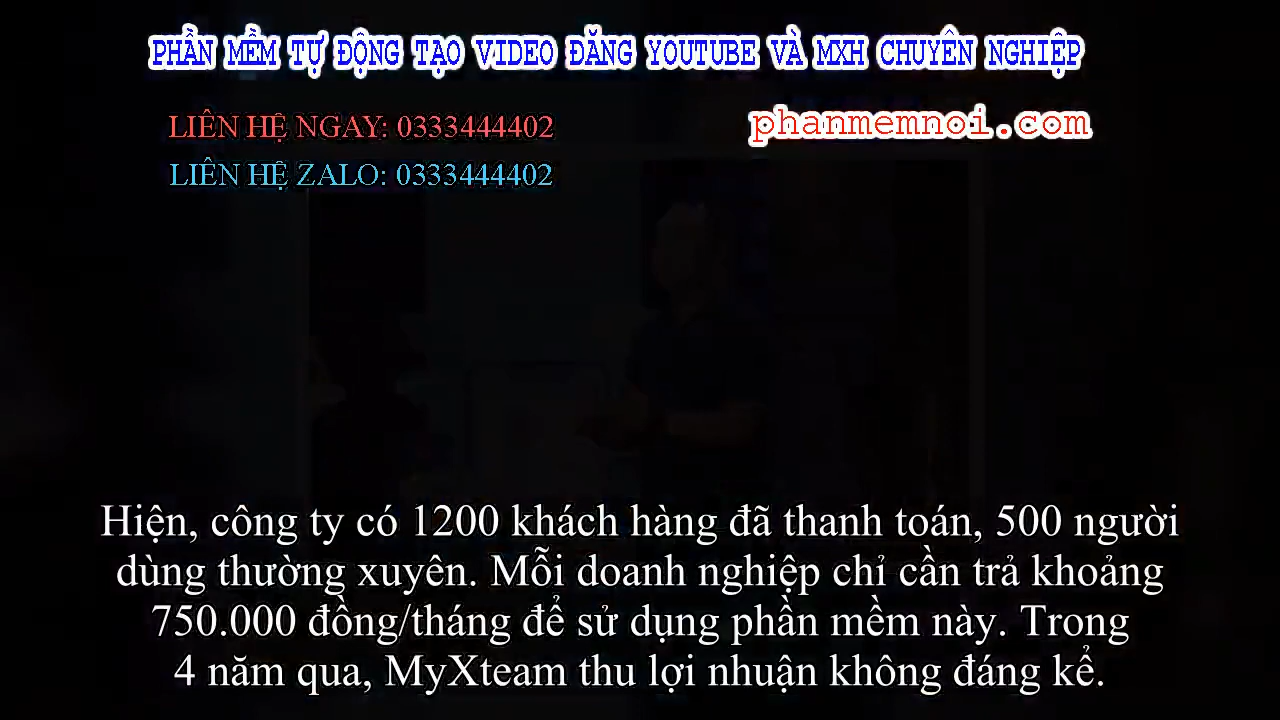 PHẦN MỀM TỰ ĐỘNG TẠO VIDEO ĐĂNG YOUTUBE VÀ MXH CHUYÊN NGHIỆP
LIÊN HỆ NGAY: 0333444402
phanmemnoi.com
LIÊN HỆ ZALO: 0333444402
Hiện, công ty có 1200 khách hàng đã thanh toán, 500 người
dùng thường xuyên. Mỗi doanh nghiệp chỉ cần trả khoảng
750.000 đồng/tháng để sử dụng phần mềm này. Trong
4 năm qua, MyXteam thu lợi nhuận không đáng kể.